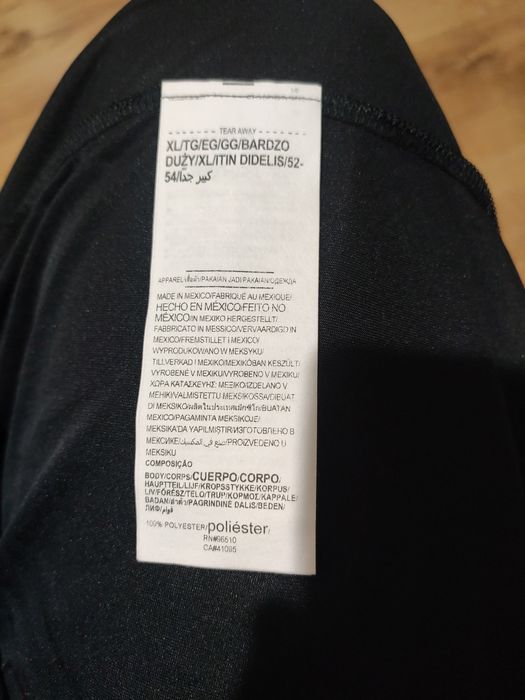 TEAR AWAY
XL/TG/EG/GG/BARDZO
DUŻY/XL/ITIN DIDELIS/52-
54/كبير جدا
APPAREL/เสื้อผ้า/PAKAIAN JADI/PAKAIAN/ОДЕЖДА
MADE IN MEXICO/FABRIQUÉ AU MEXIQUE/
HECHO EN MÉXICO/FEITO NO
MÉXICO/IN MEXIKO HERGESTELLT/
FABBRICATO IN MESSICO/VERVAARDIGD IN
MEXICO/FREMSTILLET I MEXICO/
WYPRODUKOWANO W MEKSYKU/
TILLVERKAD I MEXIKO/MEXIKÓBAN KÉSZÜLT/
VYROBENÉ V MEXIKU/VYROBENO V MEXIKU/
ΧΩΡΑ ΚΑΤΑΣΚΕΥΗΣ: ΜΕΞΙΚΟ/IZDELANO V
MEHIKI/VALMISTETTU MEKSIKOSSA/DIBUAT
DI MEKSIKO/ผลิตในประเทศเม็กซิโก/BUATAN
MEXICO/PAGAMINTA MEKSIKOJE/
MEKSİKA'DA YAPILMIŞTIR/ИЗГОТОВЛЕНО В
МЕКСИКЕ/صنع في المكسيك/PROIZVEDENO U
MEKSIKU
COMPOSIÇÃO
BODY/CORPS/CUERPO/CORPO/
HAUPTTEIL/LIJF/KROPSSTYKKE/KORPUS/
LIV/FŐRÉSZ/TELO/TRUP/ΚΟΡΜΟΣ/KAPPALE/
BADAN/ลำตัว/PAGRINDINĖ DALIS/BEDEN/
ЛИФ/قوام
100% POLYESTER/poliéster/
RN#96510
CA#41095